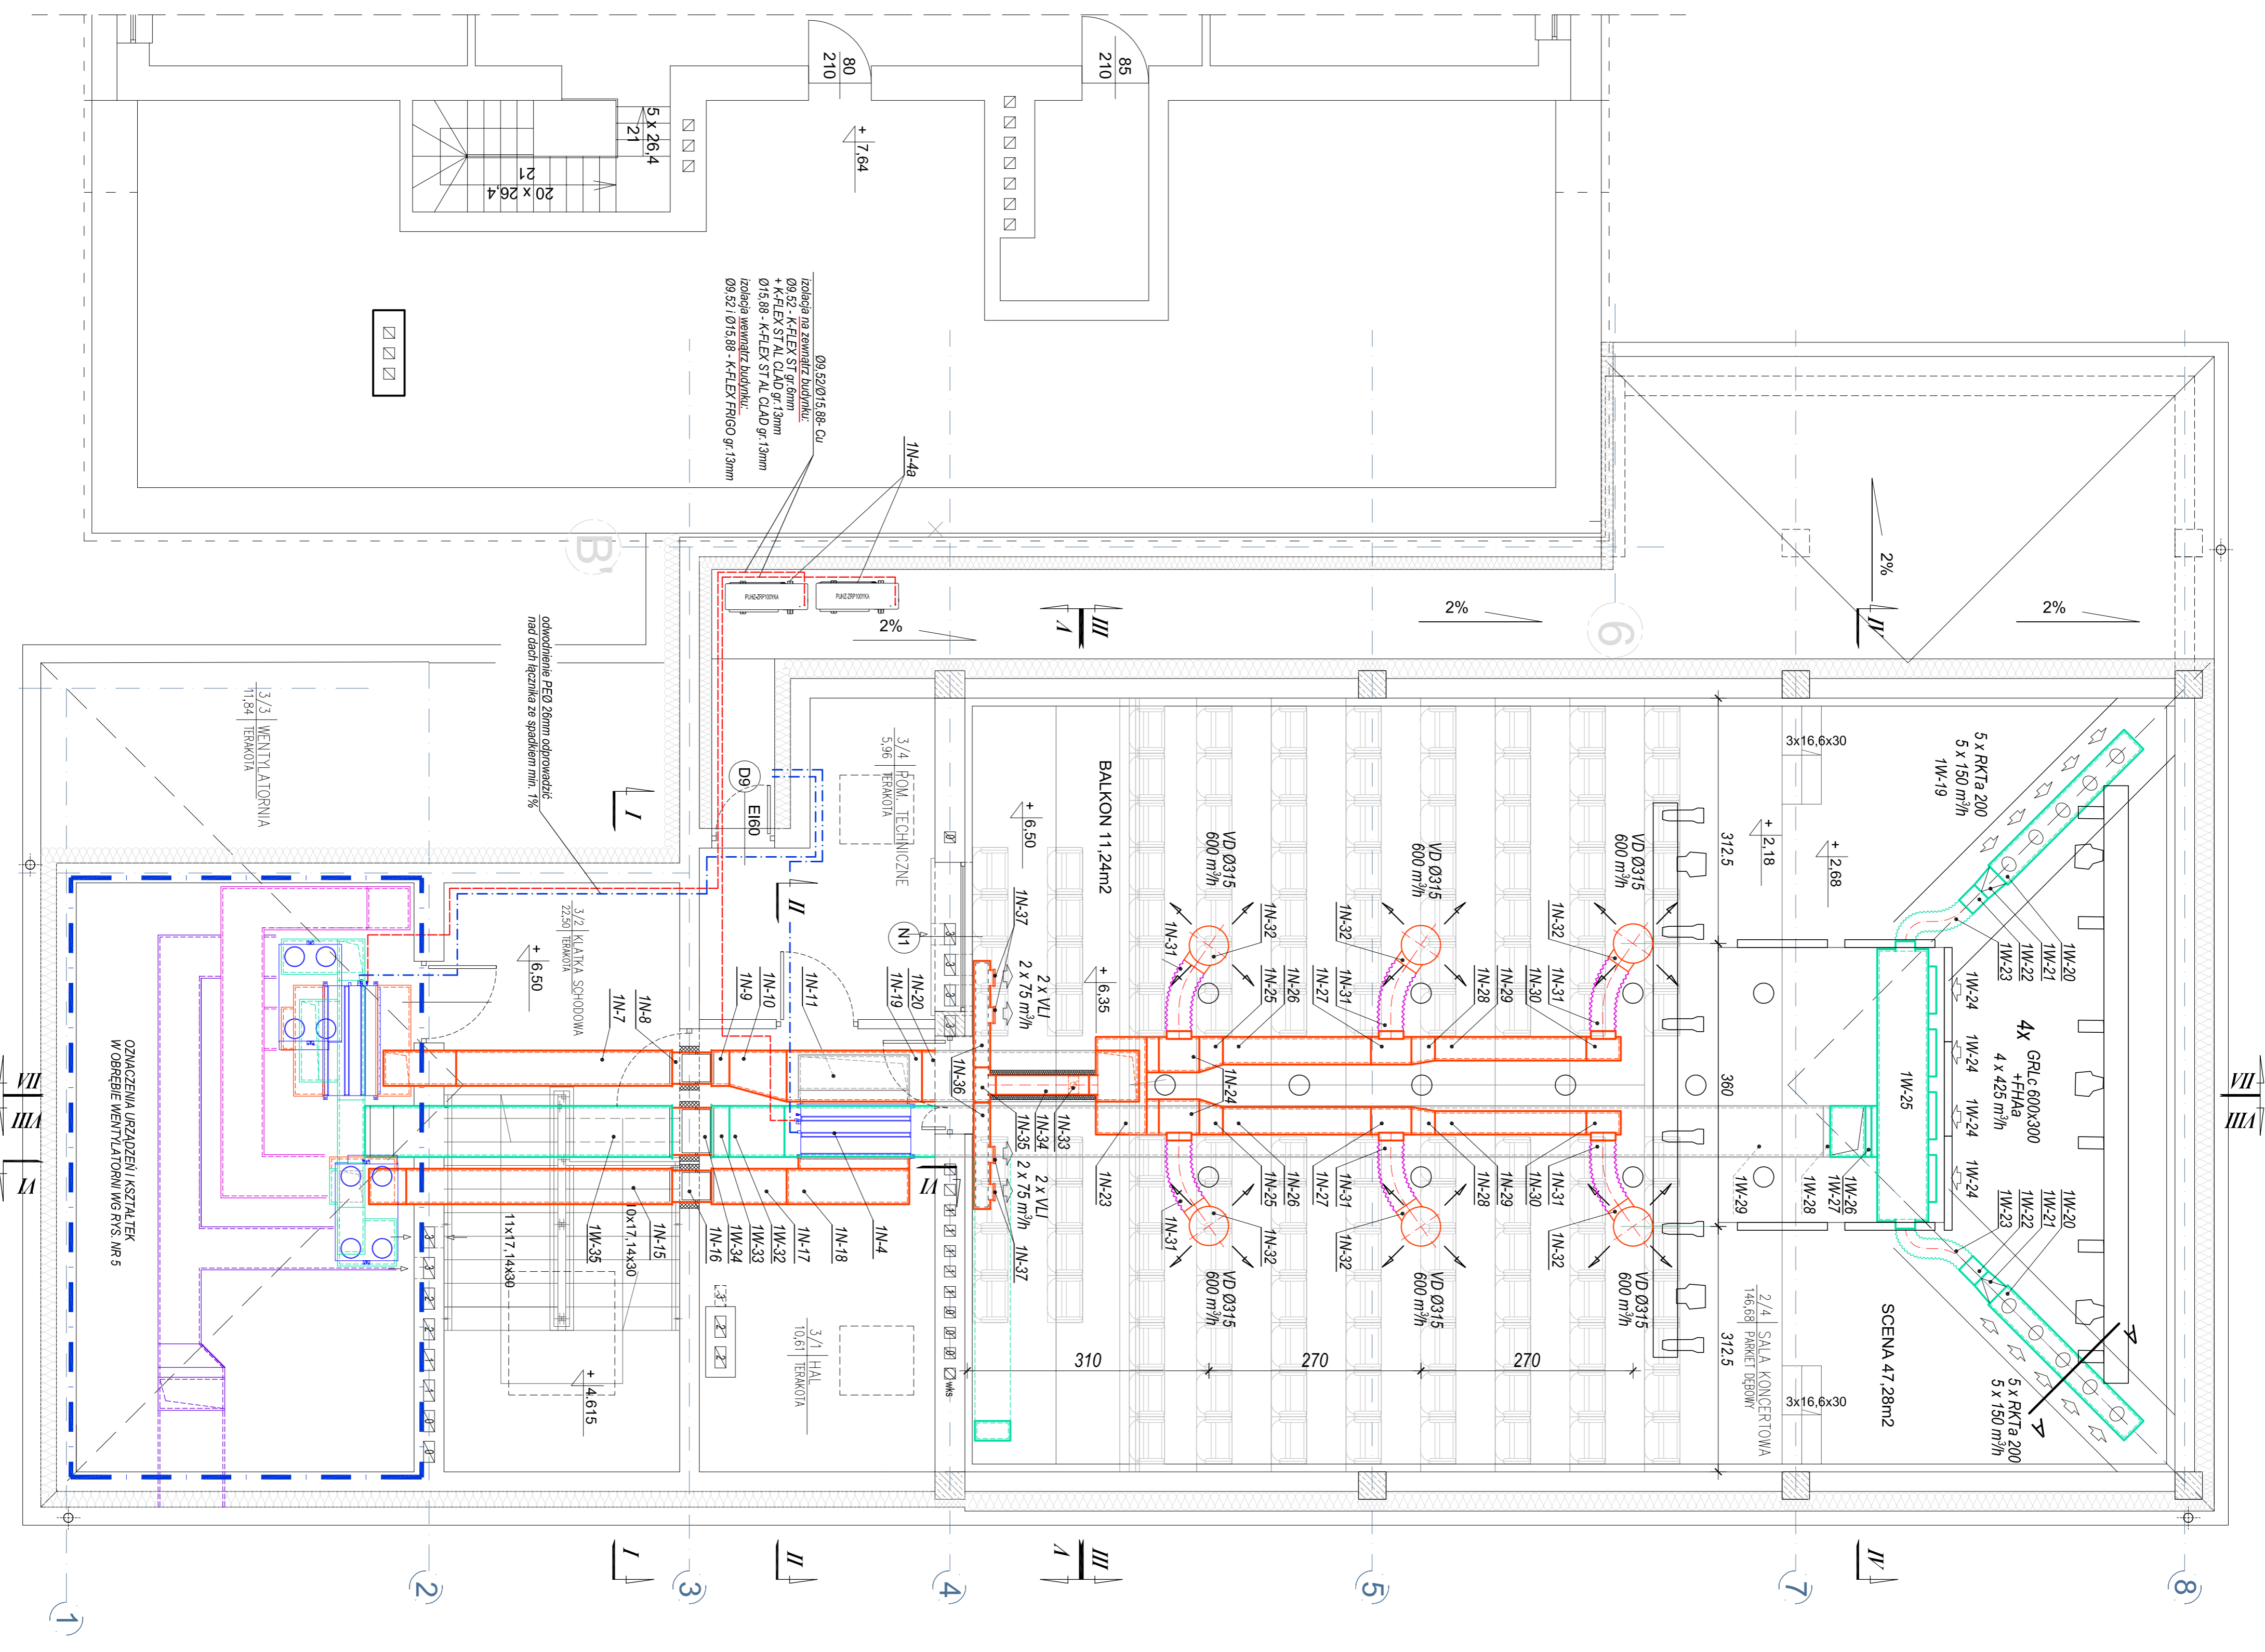 80
210
85
210
5 x 26,4
21
20 x 26,4
21
+ 7,64
Ø9,52/Ø15,88- Cu
izolacja na zewnątrz budynku:
Ø9,52 - K-FLEX ST gr.6mm
+ K-FLEX ST AL CLAD gr.13mm
Ø15,88 - K-FLEX ST AL CLAD gr.13mm
izolacja wewnątrz budynku:
Ø9,52 i Ø15,88 - K-FLEX FRIGO gr.13mm
1N-4a
B'
PUHZ-ZRP100YKA
PUHZ-ZRP100YKA
2%
2%
2%
2%
6
III
V
IV
odwodnienie PEØ 26mm odprowadzić
nad dach łącznika ze spadkiem min. 1%
3/3 WENTYLATORNIA
11,84 TERAKOTA
I
D9
EI60
3/4 POM. TECHNICZNE
5,96 TERAKOTA
II
BALKON 11,24m2
+ 6,50
N1
3/2 KLATKA SCHODOWA
22,50 TERAKOTA
+ 6,50
1N-7
1N-8
1N-9
1N-10
1N-11
1N-19
1N-20
1N-37
2 x VLI
2 x 75 m³/h
+ 6,35
1N-36
1N-35
1N-34
1N-33
1N-23
1N-24
VD Ø315
600 m³/h
VD Ø315
600 m³/h
VD Ø315
600 m³/h
1N-31
1N-32
1N-25
1N-26
1N-27
1N-31
1N-32
1N-28
1N-29
1N-30
1N-31
1N-32
312.5
360
312.5
3x16,6x30
+ 2,18
+ 2,68
5 x RKTa 200
5 x 150 m³/h
1W-19
1W-20
1W-21
1W-22
1W-23
1W-24
1W-24
1W-24
1W-24
4x
GRLc 600x300
+FHAa
4 x 425 m³/h
1W-25
1W-26
1W-27
1W-28
1W-29
1W-20
1W-21
1W-22
1W-23
VII
VIII
VI
VII
VIII
VI
OZNACZENIA URZĄDZEŃ I KSZTAŁTEK
W OBRĘBIE WENTYLATORNI WG RYS. NR 5
11x17,14x30
10x17,14x30
1W-35
1N-15
1N-16
1W-34
1W-33
1W-32
1N-17
1N-18
1N-4
2 x VLI
2 x 75 m³/h
1N-37
1N-31
1N-32
1N-25
1N-26
1N-27
1N-31
1N-32
1N-28
1N-29
1N-30
1N-31
1N-32
VD Ø315
600 m³/h
VD Ø315
600 m³/h
VD Ø315
600 m³/h
310
270
270
3/1 HAL
10,61 TERAKOTA
+ 4.615
wks
2/4 SALA KONCERTOWA
146,68 PARKIET DĘBOWY
3x16,6x30
SCENA 47,28m2
5 x RKTa 200
5 x 150 m³/h
A
A
I
II
III
V
IV
1
2
3
4
5
7
8